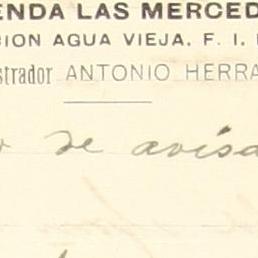 ENDA LAS MERCED
CION AGUA VIEJA. F. I.
strador ANTONIO HERRA
de avisa